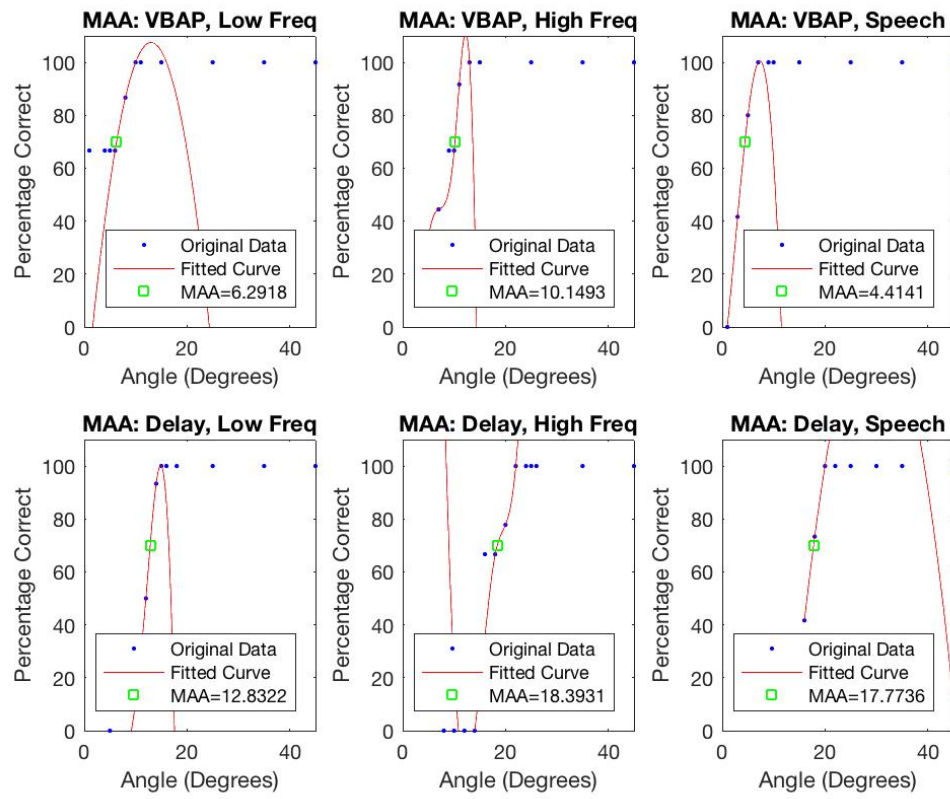 MAA: VBAP, Low Freq
Percentage Correct
100
80
60
40
20
0
Original Data
Fitted Curve
MAA=6.2918
0 20 40
Angle (Degrees)
MAA: VBAP, High Freq
Percentage Correct
100
80
60
40
20
0
Original Data
Fitted Curve
MAA=10.1493
0 20 40
Angle (Degrees)
MAA: VBAP, Speech
Percentage Correct
100
80
60
40
20
0
Original Data
Fitted Curve
MAA=4.4141
0 20 40
Angle (Degrees)
MAA: Delay, Low Freq
Percentage Correct
100
80
60
40
20
0
Original Data
Fitted Curve
MAA=12.8322
0 20 40
Angle (Degrees)
MAA: Delay, High Freq
Percentage Correct
100
80
60
40
20
0
Original Data
Fitted Curve
MAA=18.3931
0 20 40
Angle (Degrees)
MAA: Delay, Speech
Percentage Correct
100
80
60
40
20
0
Original Data
Fitted Curve
MAA=17.7736
0 20 40
Angle (Degrees)